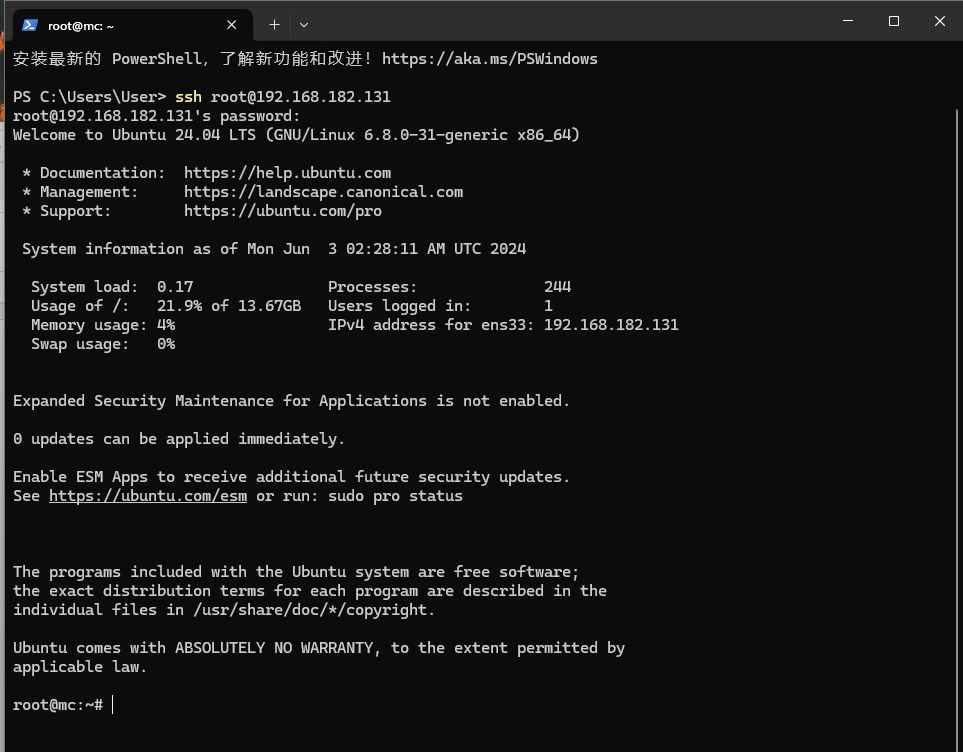 root@mc: ~
安装最新的 PowerShell，了解新功能和改进！https://aka.ms/PSWindows
PS C:\Users\User> ssh root@192.168.182.131
root@192.168.182.131's password:
Welcome to Ubuntu 24.04 LTS (GNU/Linux 6.8.0-31-generic x86_64)
* Documentation:  https://help.ubuntu.com
* Management:     https://landscape.canonical.com
* Support:        https://ubuntu.com/pro
System information as of Mon Jun  3 02:28:11 AM UTC 2024
System load:  0.17               Processes:              244
Usage of /:   21.9% of 13.67GB   Users logged in:        1
Memory usage: 4%                 IPv4 address for ens33: 192.168.182.131
Swap usage:   0%
Expanded Security Maintenance for Applications is not enabled.
0 updates can be applied immediately.
Enable ESM Apps to receive additional future security updates.
See https://ubuntu.com/esm or run: sudo pro status
The programs included with the Ubuntu system are free software;
the exact distribution terms for each program are described in the
individual files in /usr/share/doc/*/copyright.
Ubuntu comes with ABSOLUTELY NO WARRANTY, to the extent permitted by
applicable law.
root@mc:~#